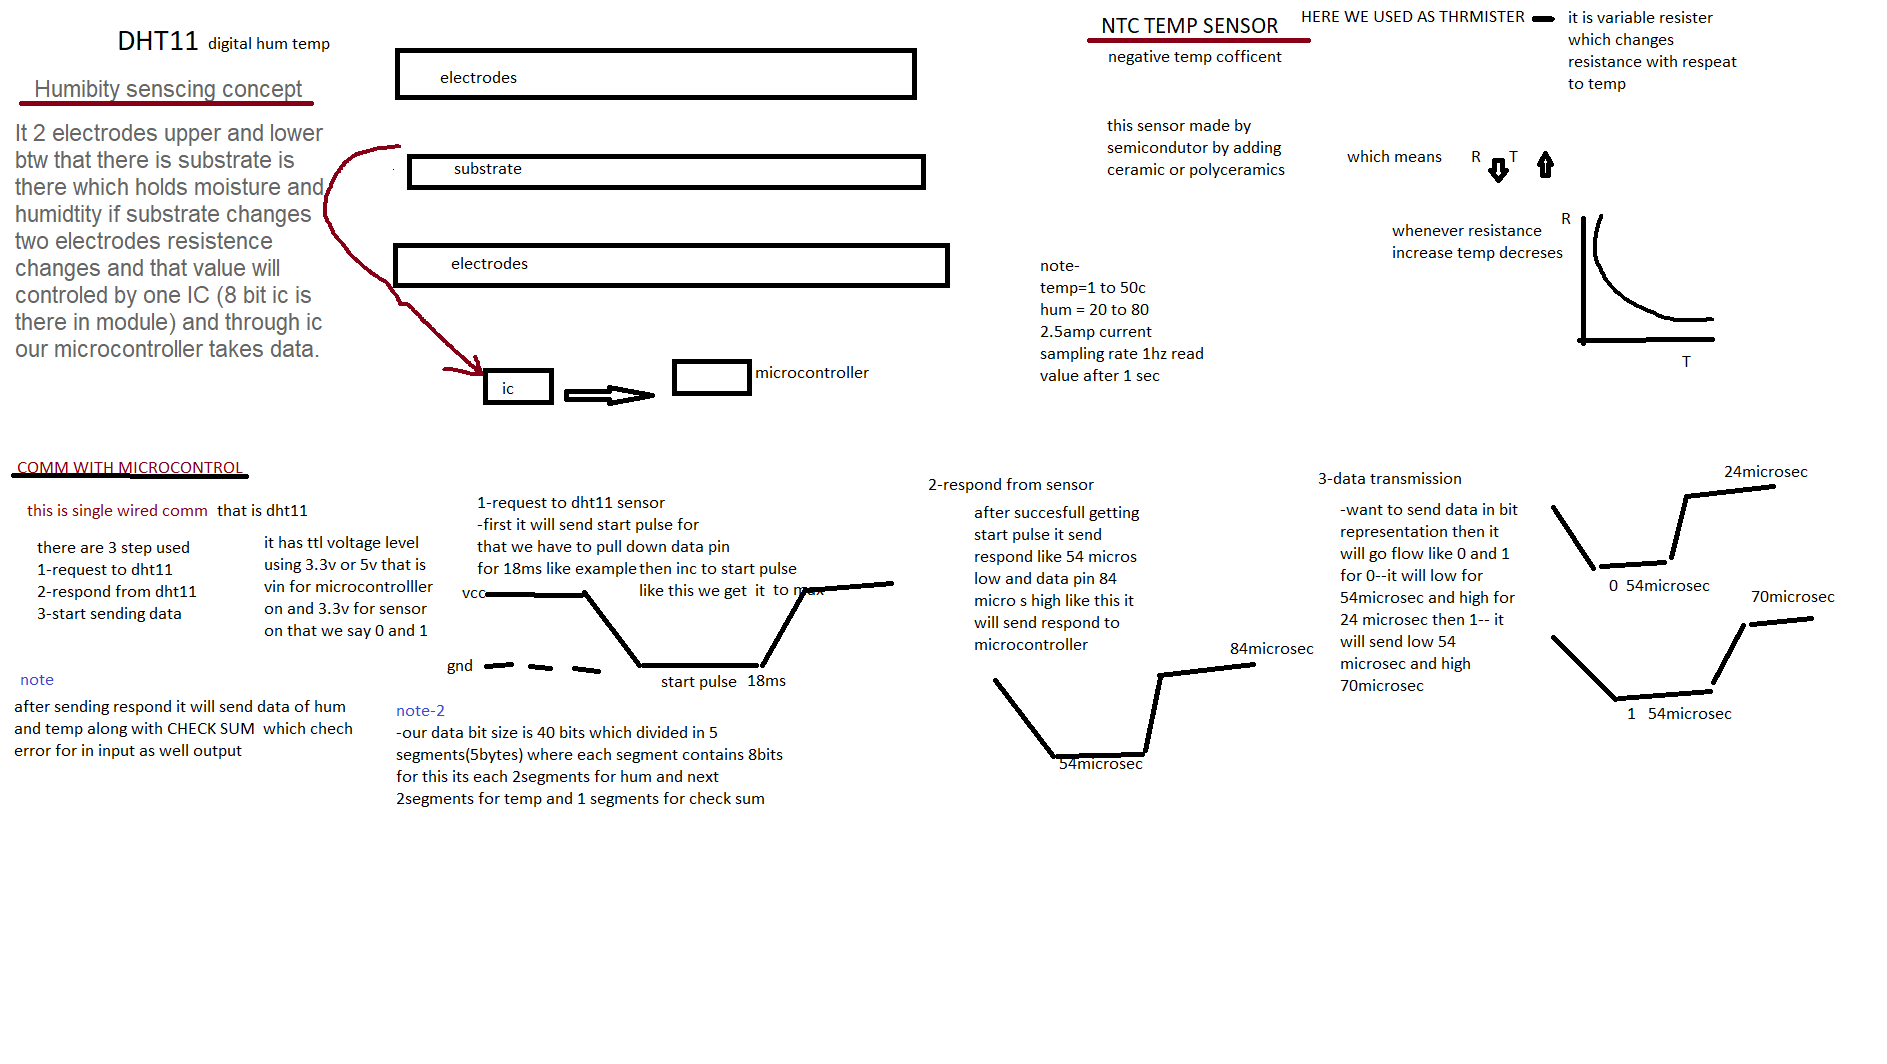 DHT11 digital hum temp
Humibity senscing concept
It 2 electrodes upper and lower
btw that there is substrate is
there which holds moisture and
humidtity if substrate changes
two electrodes resistence
changes and that value will
controled by one IC (8 bit ic is
there in module) and through ic
our microcontroller takes data.
electrodes
substrate
electrodes
ic
microcontroller
NTC TEMP SENSOR
negative temp cofficent
HERE WE USED AS THRMISTER
it is variable resister
which changes
resistance with respeat
to temp
this sensor made by
semicondutor by adding
ceramic or polyceramics
which means R T
whenever resistance
increase temp decreses
R
T
note-
temp=1 to 50c
hum = 20 to 80
2.5amp current
sampling rate 1hz read
value after 1 sec
COMM WITH MICROCONTROL
this is single wired comm that is dht11
there are 3 step used
1-request to dht11
2-respond from dht11
3-start sending data
it has ttl voltage level
using 3.3v or 5v that is
vin for microcontrolller
on and 3.3v for sensor
on that we say 0 and 1
note
after sending respond it will send data of hum
and temp along with CHECK SUM which chech
error for in input as well output
1-request to dht11 sensor
-first it will send start pulse for
that we have to pull down data pin
for 18ms like example
then inc to start pulse
like this we get it to max
vcc
gnd
start pulse 18ms
note-2
-our data bit size is 40 bits which divided in 5
segments(5bytes) where each segment contains 8bits
for this its each 2segments for hum and next
2segments for temp and 1 segments for check sum
2-respond from sensor
after succesfull getting
start pulse it send
respond like 54 micros
low and data pin 84
micro s high like this it
will send respond to
microcontroller
84microsec
54microsec
3-data transmission
-want to send data in bit
representation then it
will go flow like 0 and 1
for 0--it will low for
54microsec and high for
24 microsec then 1-- it
will send low 54
microsec and high
70microsec
24microsec
0 54microsec
70microsec
1 54microsec